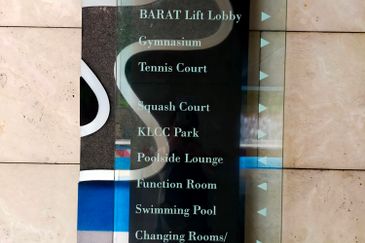 BARAT Lift Lobby
Gymnasium
Tennis Court
Squash Court
KLCC Park
Poolside Lounge
Function Room
Swimming Pool
Changing Rooms/